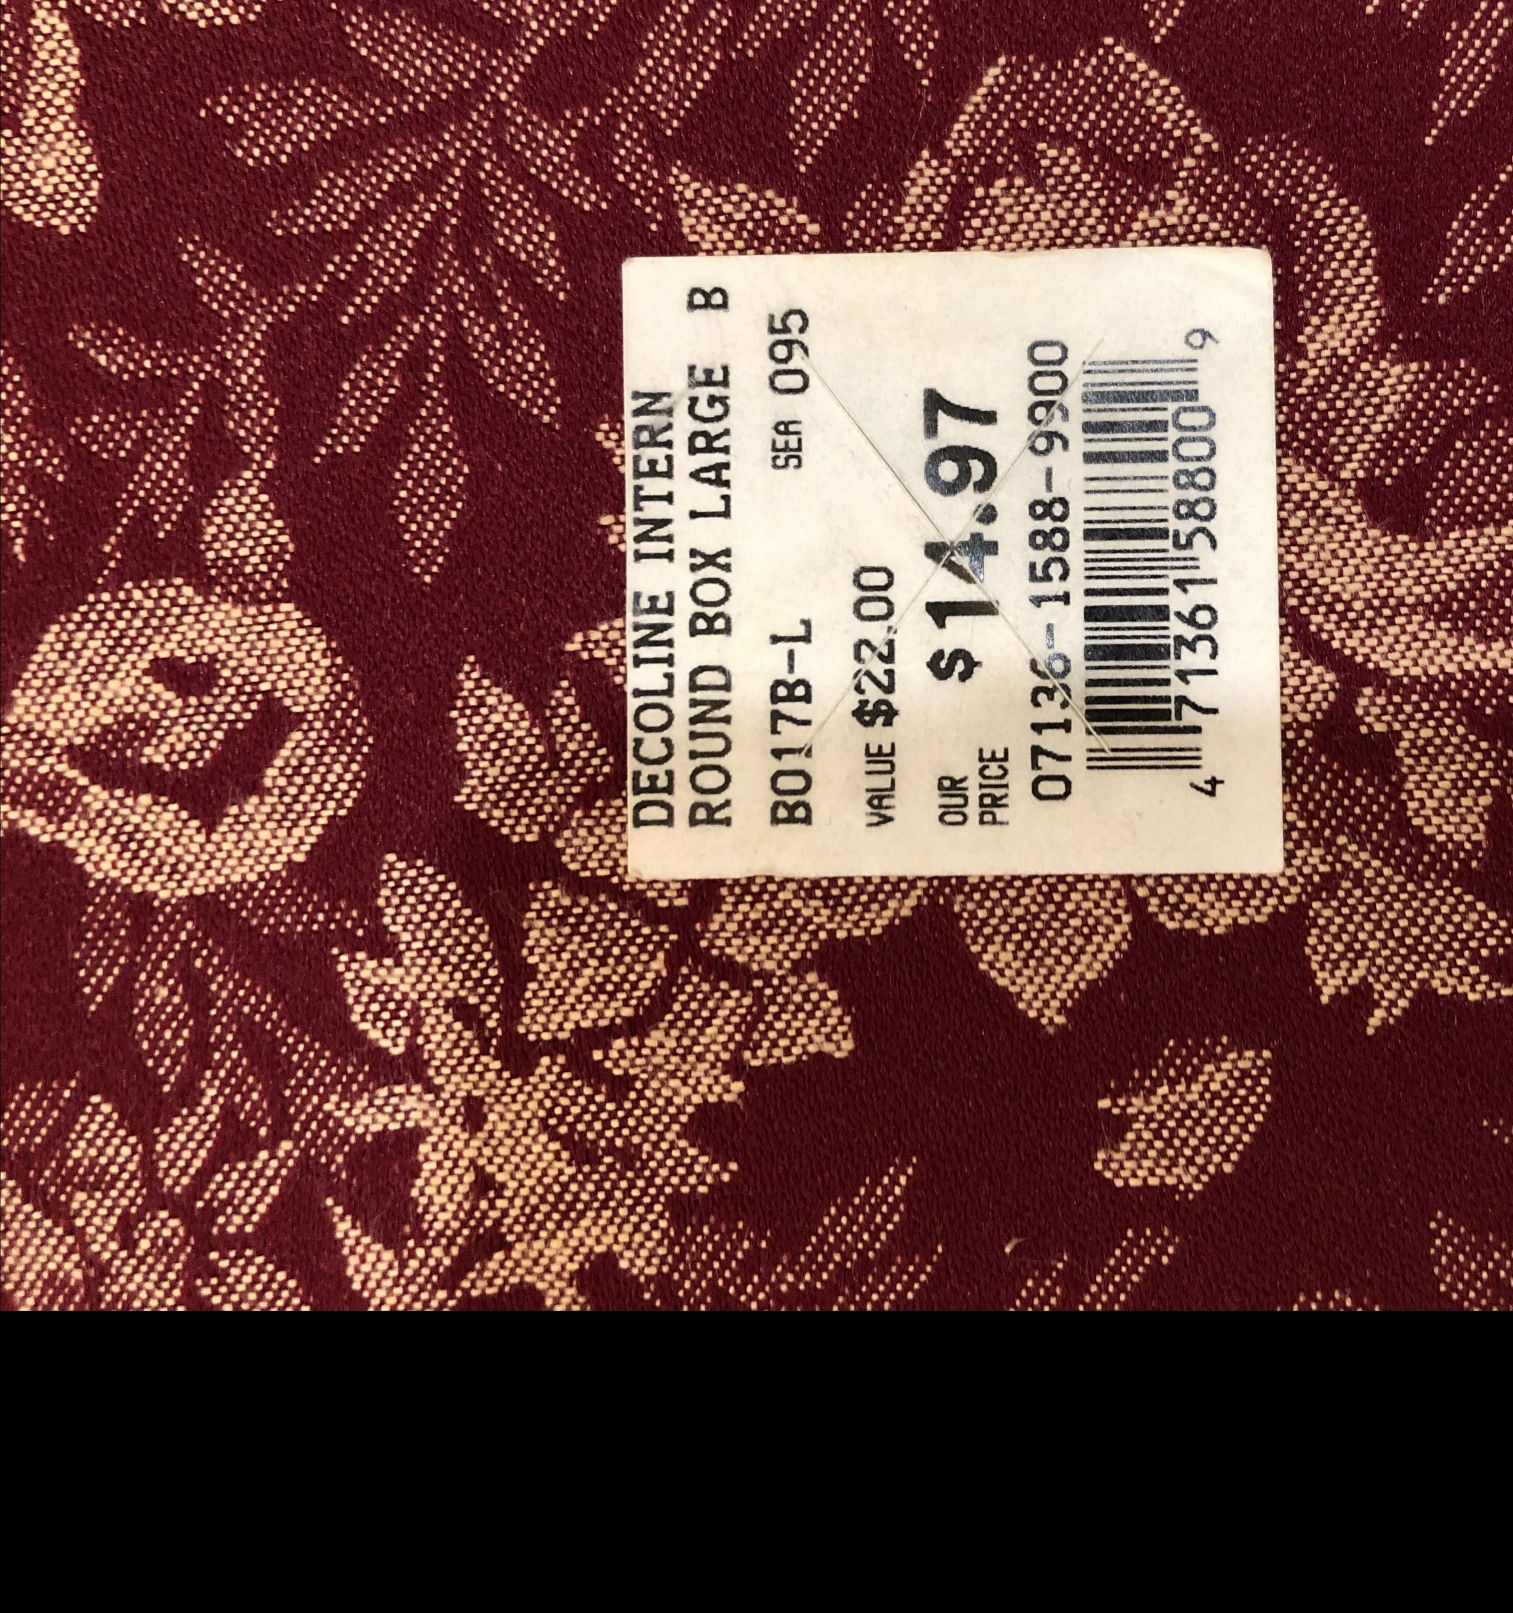 DECOLINE INTERN
ROUND BOX LARGE B
B017B-L SEA 095
VALUE $22.00
OUR PRICE $14.97
07136-1588-9900
4 71361 58800 9